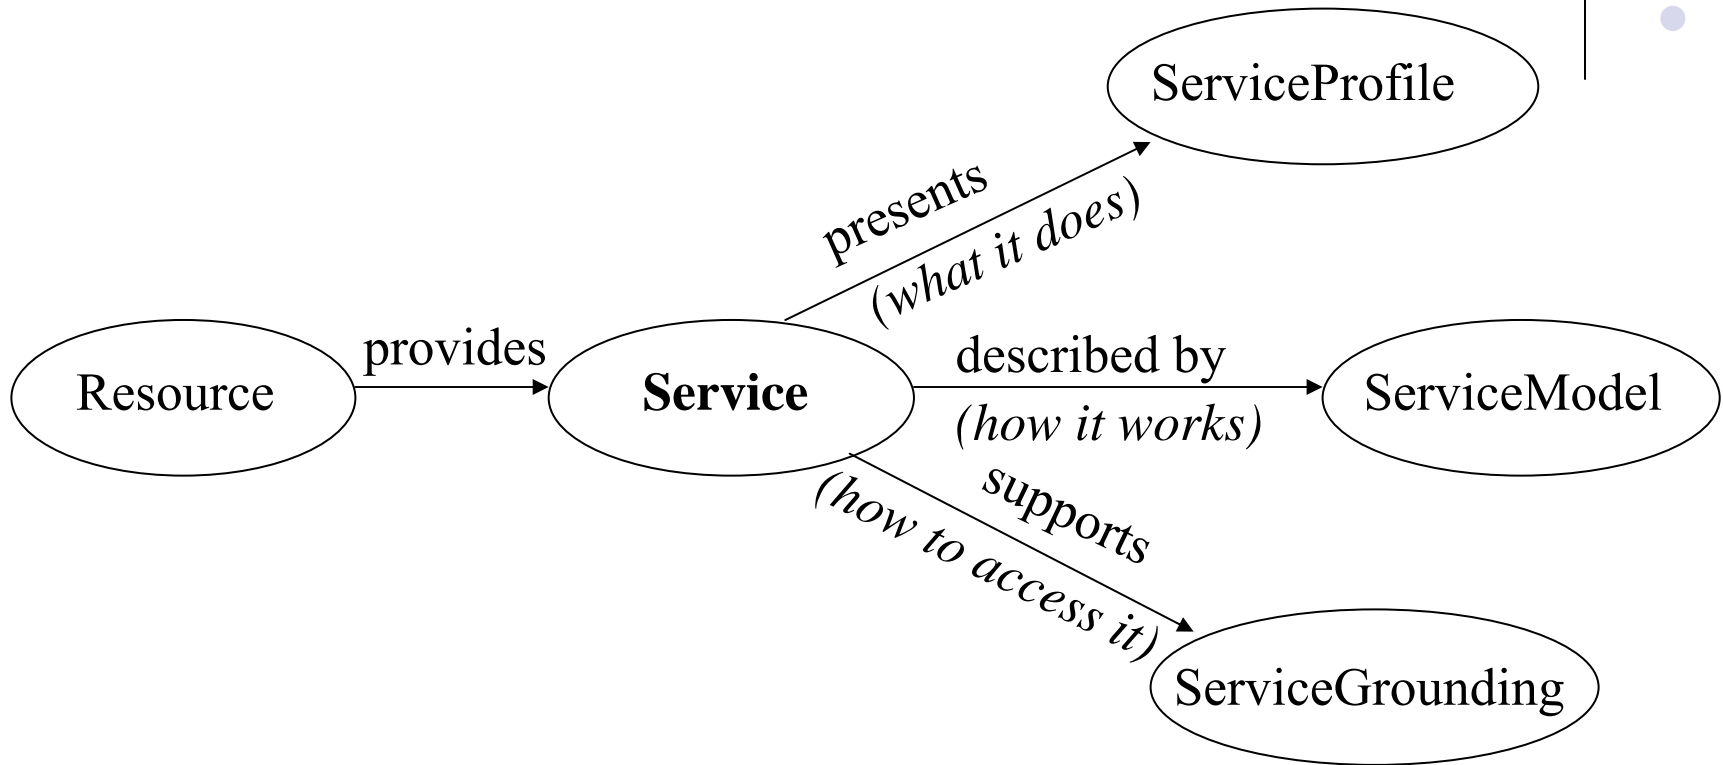 ServiceProfile
presents
(what it does)
provides
described by
Resource
Service
ServiceModel
(how it works)
supports
(how to access it)
ServiceGrounding